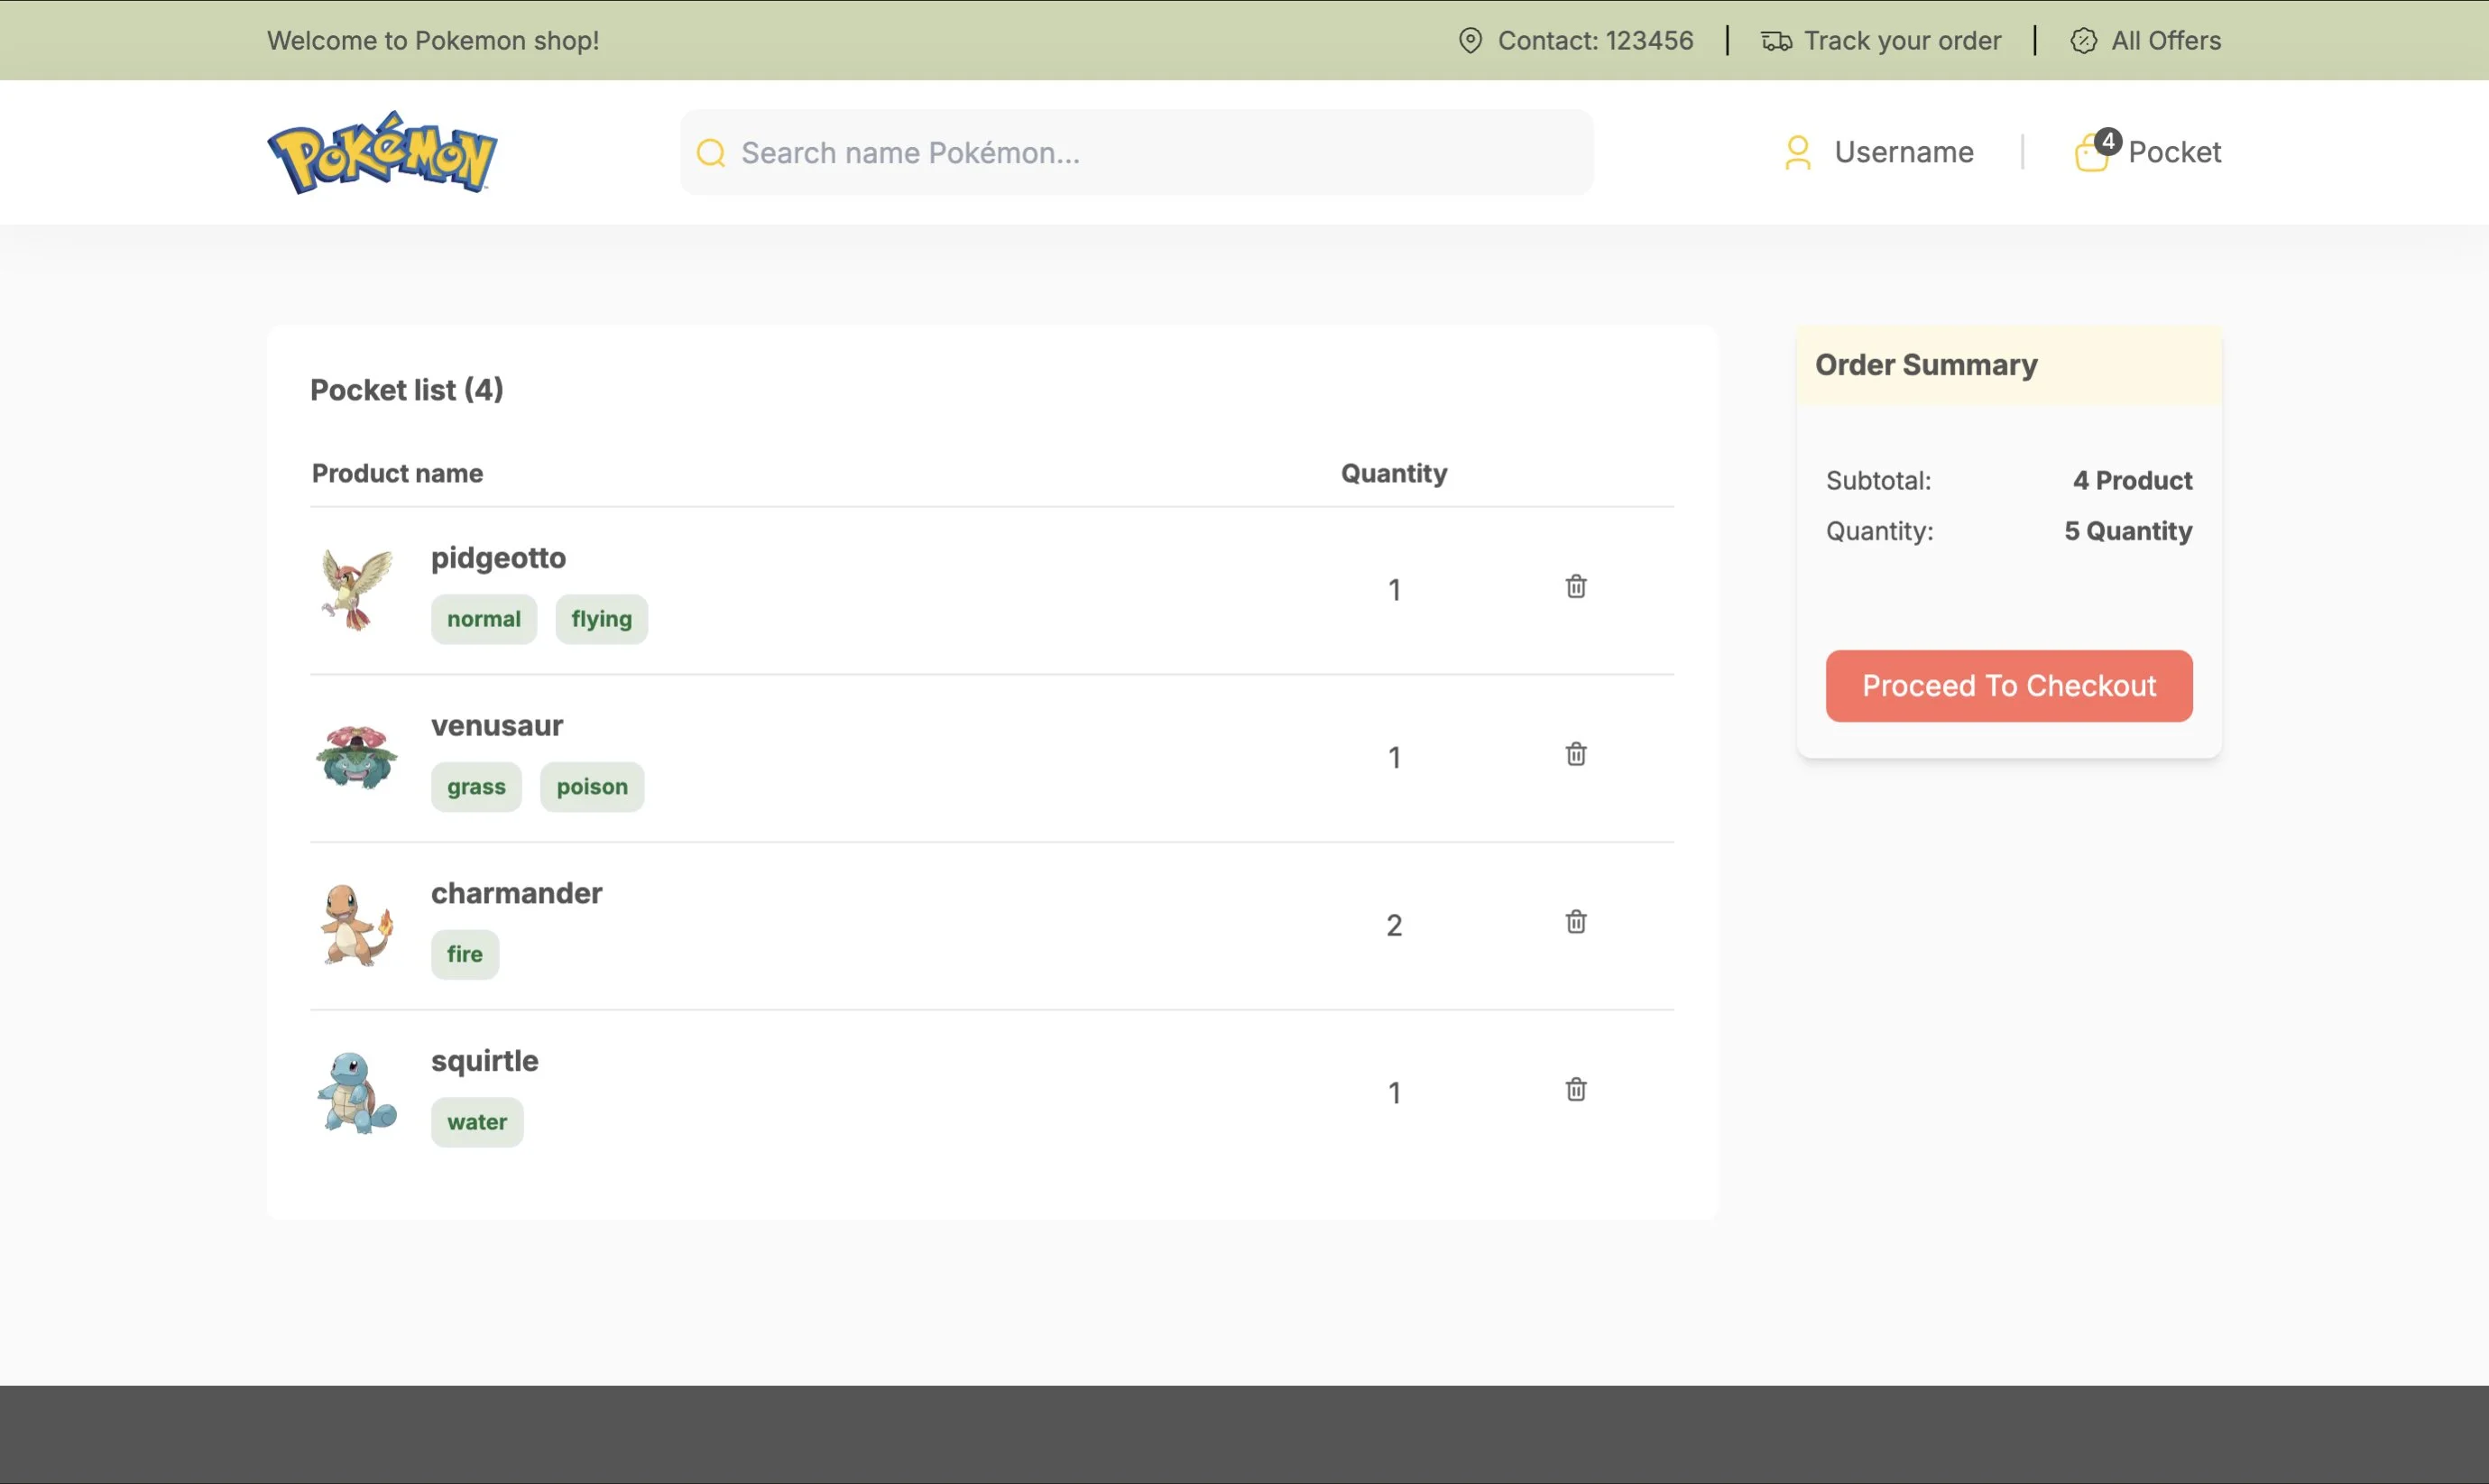 Welcome to Pokemon shop!
Contact: 123456
Track your order
All Offers
POKéMON
Search name Pokémon...
Username
4
Pocket
Pocket list (4)
Product name
Quantity
pidgeotto
normal
flying
1
venusaur
grass
poison
1
charmander
fire
2
squirtle
water
1
Order Summary
Subtotal: 4 Product
Quantity: 5 Quantity
Proceed To Checkout